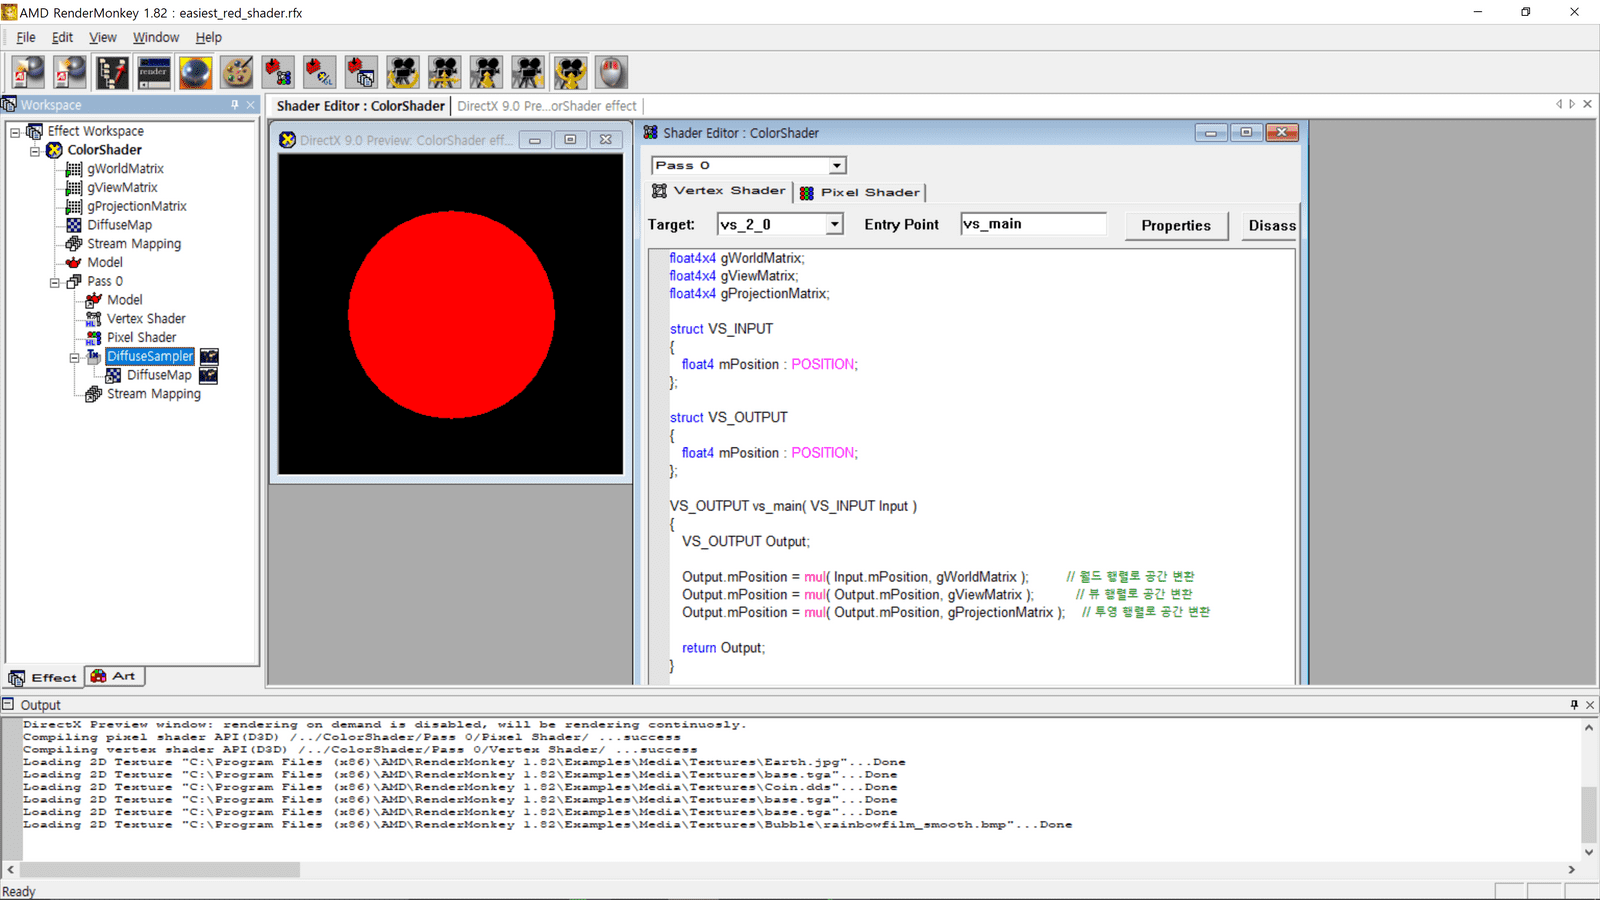 AMD RenderMonkey 1.82 : easiest_red_shader.rfx
File Edit View Window Help
render
Workspace
Shader Editor : ColorShader DirectX 9.0 Pre...orShader effect
Effect Workspace
ColorShader
gWorldMatrix
gViewMatrix
gProjectionMatrix
DiffuseMap
Stream Mapping
Model
Pass 0
Model
Vertex Shader
Pixel Shader
DiffuseSampler
DiffuseMap
Stream Mapping
Effect Art
DirectX 9.0 Preview: ColorShader eff...
Shader Editor : ColorShader
Pass 0
Vertex Shader Pixel Shader
Target: vs_2_0 Entry Point vs_main Properties Disass
float4x4 gWorldMatrix;
float4x4 gViewMatrix;
float4x4 gProjectionMatrix;
struct VS_INPUT
{
float4 mPosition : POSITION;
};
struct VS_OUTPUT
{
float4 mPosition : POSITION;
};
VS_OUTPUT vs_main( VS_INPUT Input )
{
VS_OUTPUT Output;
Output.mPosition = mul( Input.mPosition, gWorldMatrix ); // 월드 행렬로 공간 변환
Output.mPosition = mul( Output.mPosition, gViewMatrix ); // 뷰 행렬로 공간 변환
Output.mPosition = mul( Output.mPosition, gProjectionMatrix ); // 투영 행렬로 공간 변환
return Output;
}
Output
DirectX Preview window: rendering on demand is disabled, will be rendering continuosly.
Compiling pixel shader API(D3D) /../ColorShader/Pass 0/Pixel Shader/ ...success
Compiling vertex shader API(D3D) /../ColorShader/Pass 0/Vertex Shader/ ...success
Loading 2D Texture "C:\Program Files (x86)\AMD\RenderMonkey 1.82\Examples\Media\Textures\Earth.jpg"...Done
Loading 2D Texture "C:\Program Files (x86)\AMD\RenderMonkey 1.82\Examples\Media\Textures\base.tga"...Done
Loading 2D Texture "C:\Program Files (x86)\AMD\RenderMonkey 1.82\Examples\Media\Textures\Coin.dds"...Done
Loading 2D Texture "C:\Program Files (x86)\AMD\RenderMonkey 1.82\Examples\Media\Textures\base.tga"...Done
Loading 2D Texture "C:\Program Files (x86)\AMD\RenderMonkey 1.82\Examples\Media\Textures\base.tga"...Done
Loading 2D Texture "C:\Program Files (x86)\AMD\RenderMonkey 1.82\Examples\Media\Textures\Bubble\rainbowfilm_smooth.bmp"...Done
Ready